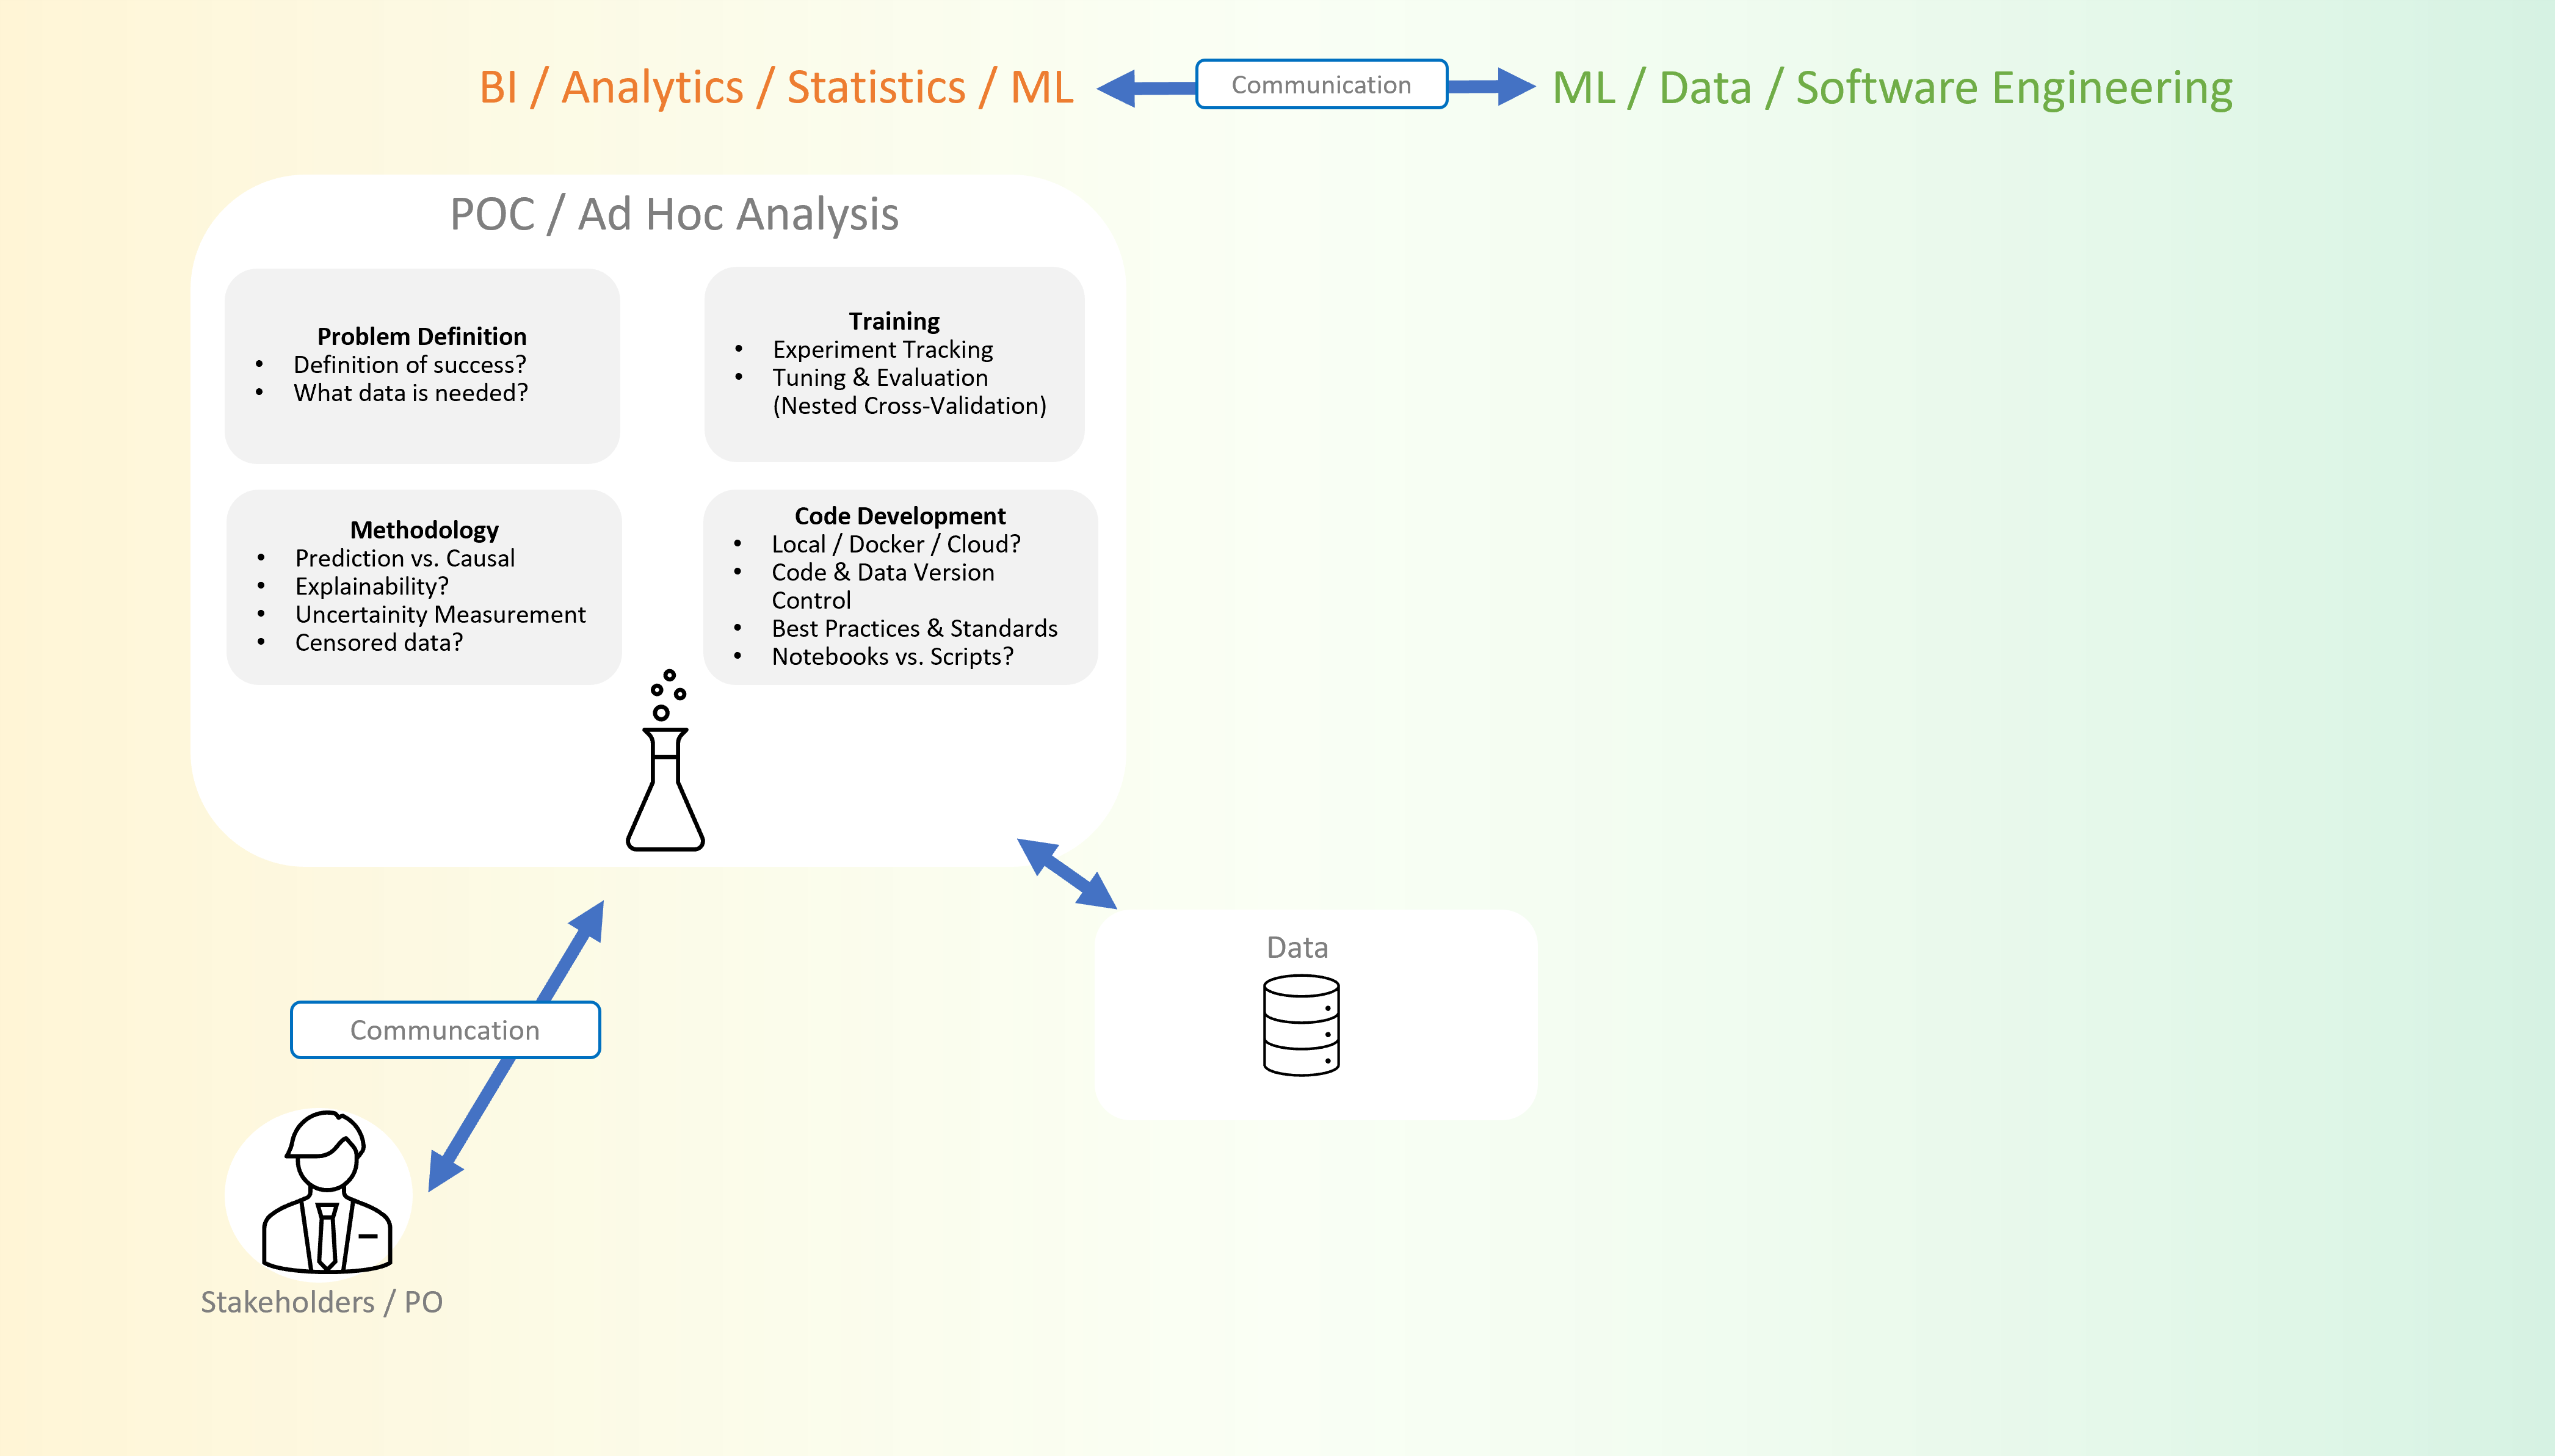 BI / Analytics / Statistics / ML
Communication
ML / Data / Software Engineering
POC / Ad Hoc Analysis
Problem Definition
• Definition of success?
• What data is needed?
Training
• Experiment Tracking
• Tuning & Evaluation
(Nested Cross-Validation)
Methodology
• Prediction vs. Causal
• Explainability?
• Uncertainity Measurement
• Censored data?
Code Development
• Local / Docker / Cloud?
• Code & Data Version
Control
• Best Practices & Standards
• Notebooks vs. Scripts?
Data
Communcation
Stakeholders / PO